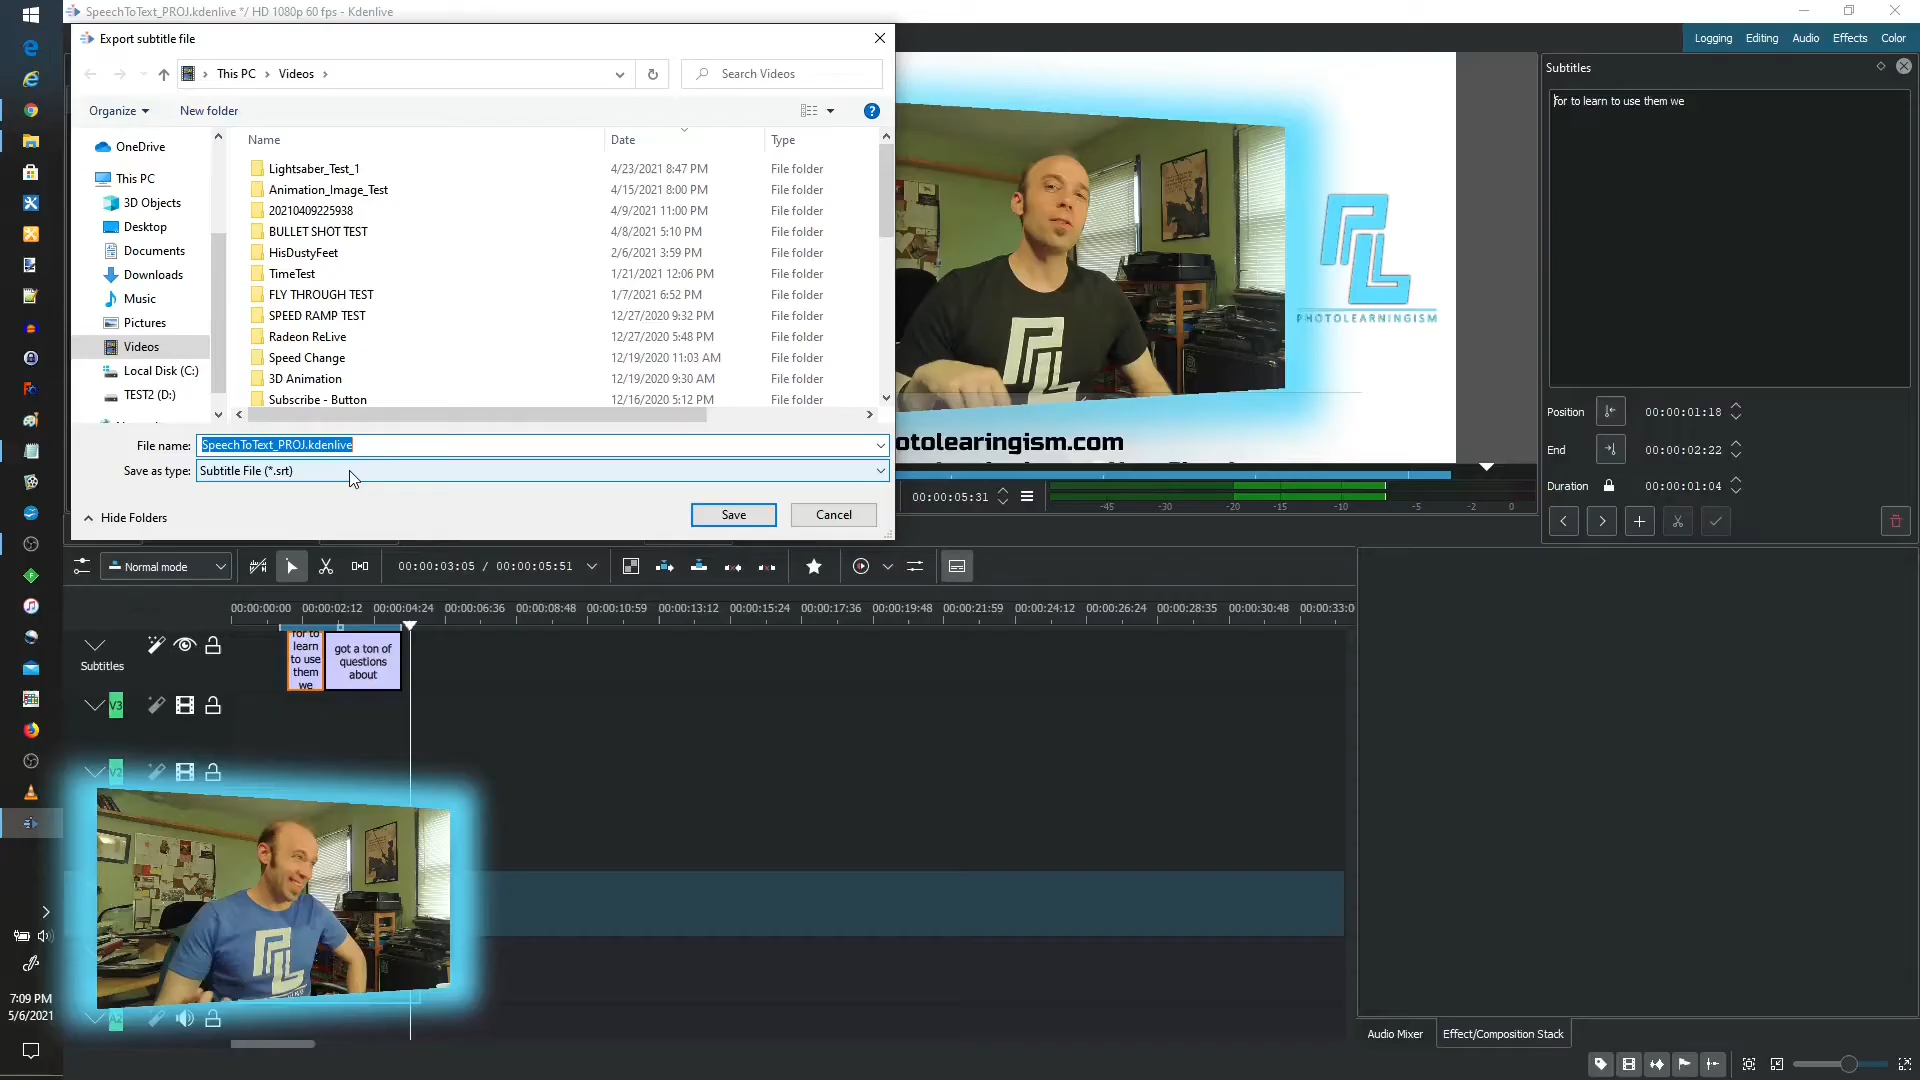 SpeechToText_PROJ.kdenlive */ HD 1080p 60 fps - Kdenlive
Export subtitle file
This PC
Videos
Search Videos
Organize
New folder
Name
Date
Type
OneDrive
This PC
3D Objects
Desktop
Documents
Downloads
Music
Pictures
Videos
Local Disk (C:)
TEST2 (D:)
Lightsaber_Test_1 4/23/2021 8:47 PM File folder
Animation_Image_Test 4/15/2021 8:00 PM File folder
20210409225938 4/9/2021 11:00 PM File folder
BULLET SHOT TEST 4/8/2021 5:10 PM File folder
HisDustyFeet 2/6/2021 3:59 PM File folder
TimeTest 1/21/2021 12:06 PM File folder
FLY THROUGH TEST 1/7/2021 6:52 PM File folder
SPEED RAMP TEST 12/27/2020 9:32 PM File folder
Radeon ReLive 12/27/2020 5:48 PM File folder
Speed Change 12/19/2020 11:03 AM File folder
3D Animation 12/19/2020 9:30 AM File folder
Subscribe - Button 12/16/2020 5:12 PM File folder
File name: SpeechToText_PROJ.kdenlive
Save as type: Subtitle File (*.srt)
Hide Folders
Save
Cancel
Logging Editing Audio Effects Color
Subtitles
for to learn to use them we
PHOTOLEARNINGISM
otolearingism.com
Position 00:00:01:18
End 00:00:02:22
Duration 00:00:01:04
00:00:05:31
-45 -30 -20 -15 -10 -5 -2 0
Normal mode
00:00:03:05 / 00:00:05:51
00:00:00:00 00:00:02:12 00:00:04:24 00:00:06:36 00:00:08:48 00:00:10:59 00:00:13:12 00:00:15:24 00:00:17:36 00:00:19:48 00:00:21:59 00:00:24:12 00:00:26:24 00:00:28:35 00:00:30:48 00:00:33:0
Subtitles
for to
learn
to use
them
we
got a ton of
questions
about
V3
V2
A2
7:09 PM
5/6/2021
Audio Mixer
Effect/Composition Stack